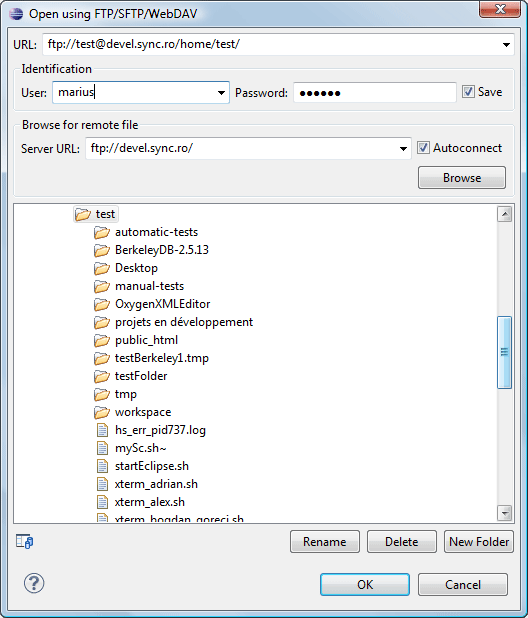 Open using FTP/SFTP/WebDAV
URL: ftp://test@devel.sync.ro/home/test/
Identification
User: marius Password: ●●●●●● Save
Browse for remote file
Server URL: ftp://devel.sync.ro/ Autoconnect
Browse
test
automatic-tests
BerkeleyDB-2.5.13
Desktop
manual-tests
OxygenXMLEditor
projets en développement
public_html
testBerkeley1.tmp
testFolder
tmp
workspace
hs_err_pid737.log
mySc.sh~
startEclipse.sh
xterm_adrian.sh
xterm_alex.sh
xterm_bogdan_goreci.sh
Rename Delete New Folder
? OK Cancel